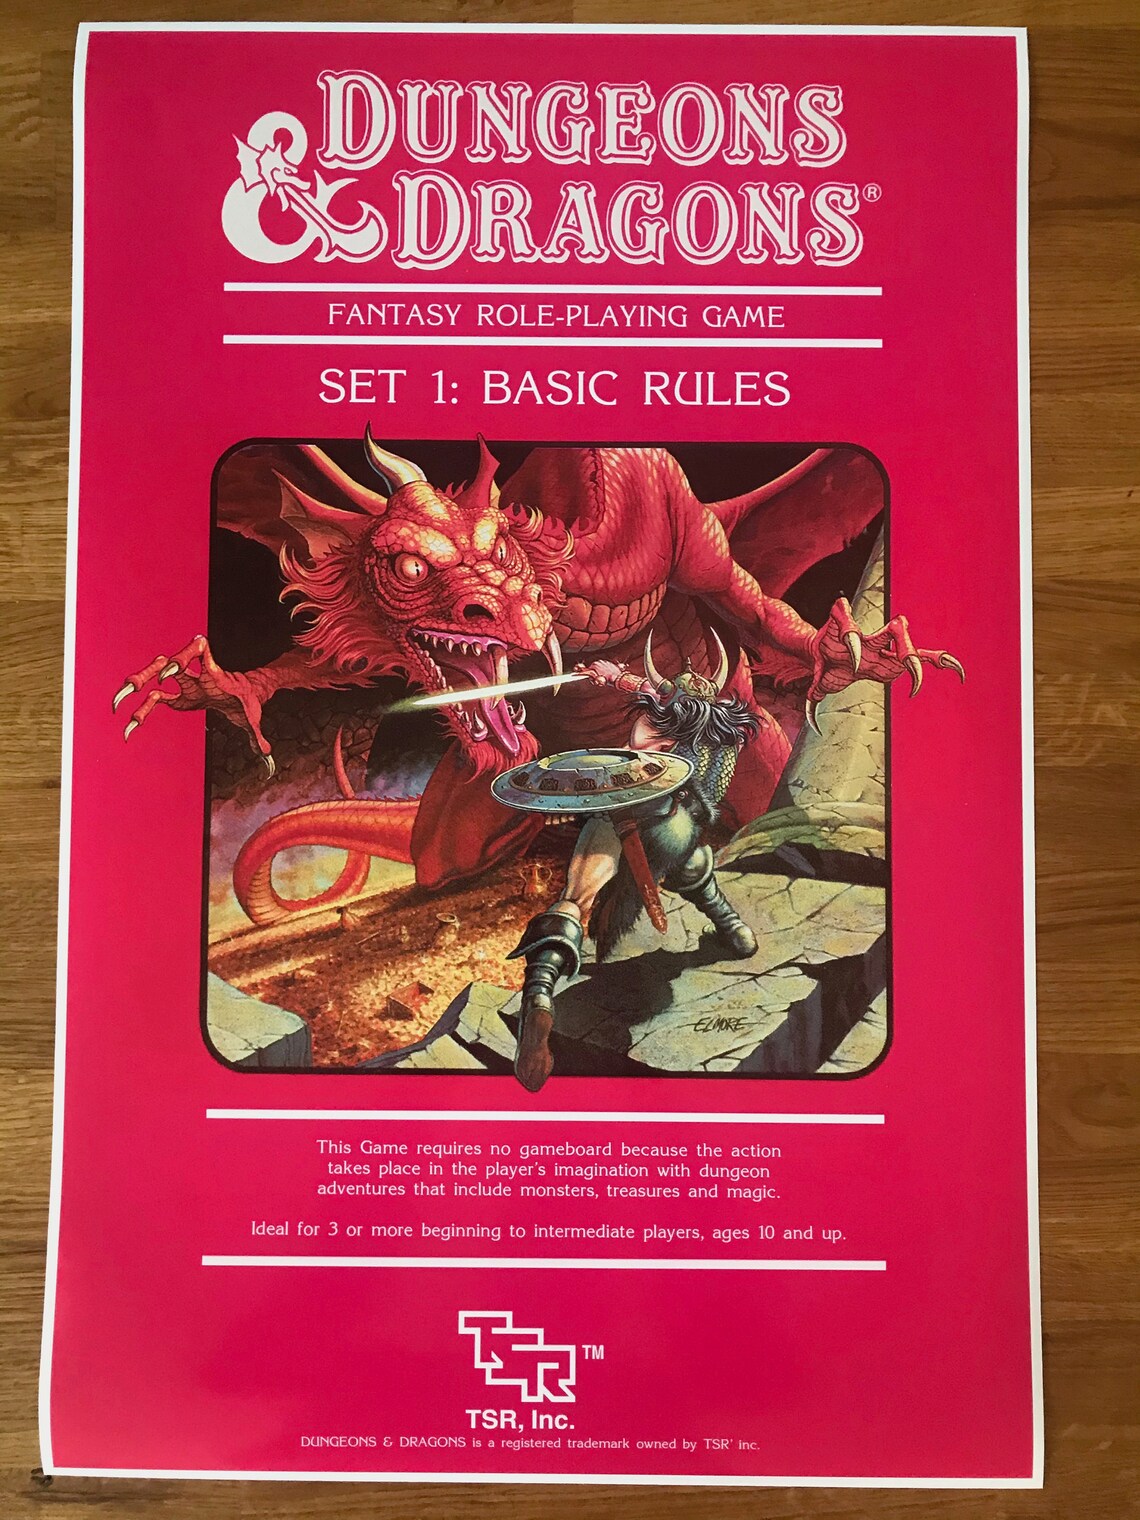 DUNGEONS
& DRAGONS®
FANTASY ROLE-PLAYING GAME
SET 1: BASIC RULES
ELMORE
This Game requires no gameboard because the action
takes place in the player's imagination with dungeon
adventures that include monsters, treasures and magic.
Ideal for 3 or more beginning to intermediate players, ages 10 and up.
TSR TM
TSR, Inc.
DUNGEONS & DRAGONS is a registered trademark owned by TSR' inc.